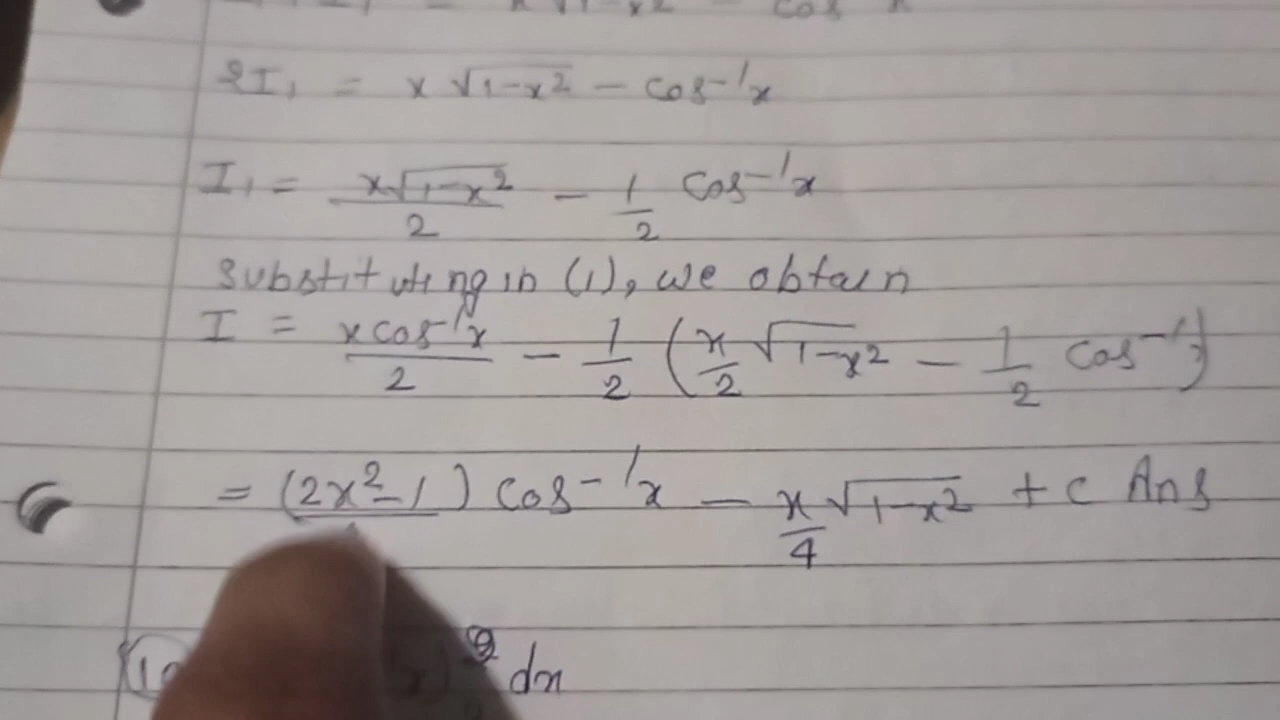 2I₁ = x √1-x² - cos⁻¹x
I₁ = x√1-x²/2 - 1/2 cos⁻¹x
Substituting in (1), we obtain
I = xcos⁻¹x/2 - 1/2 (x/2 √1-x² - 1/2 cos⁻¹)
= (2x²-1) cos⁻¹x - x/4 √1-x² + c Ans
dx